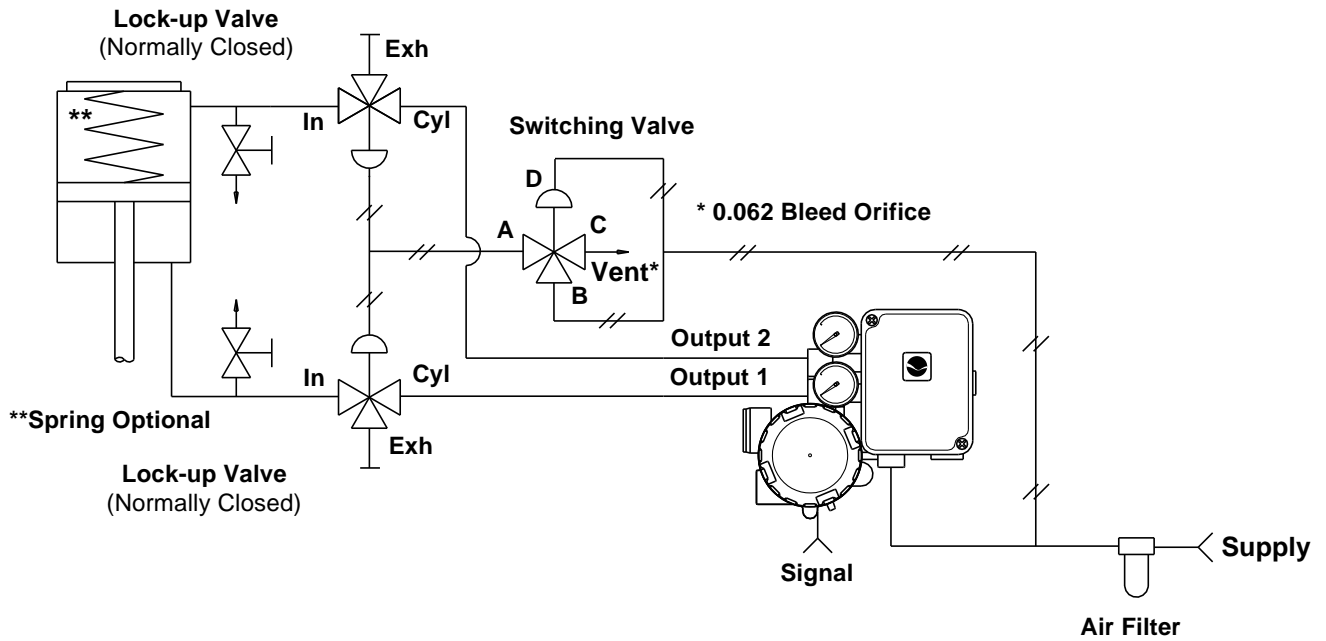 Lock-up Valve
(Normally Closed)
Exh
**
In
Cyl
Switching Valve
D
* 0.062 Bleed Orifice
A
C
Vent*
B
Output 2
Output 1
In
Cyl
**Spring Optional
Exh
Lock-up Valve
(Normally Closed)
Signal
Supply
Air Filter